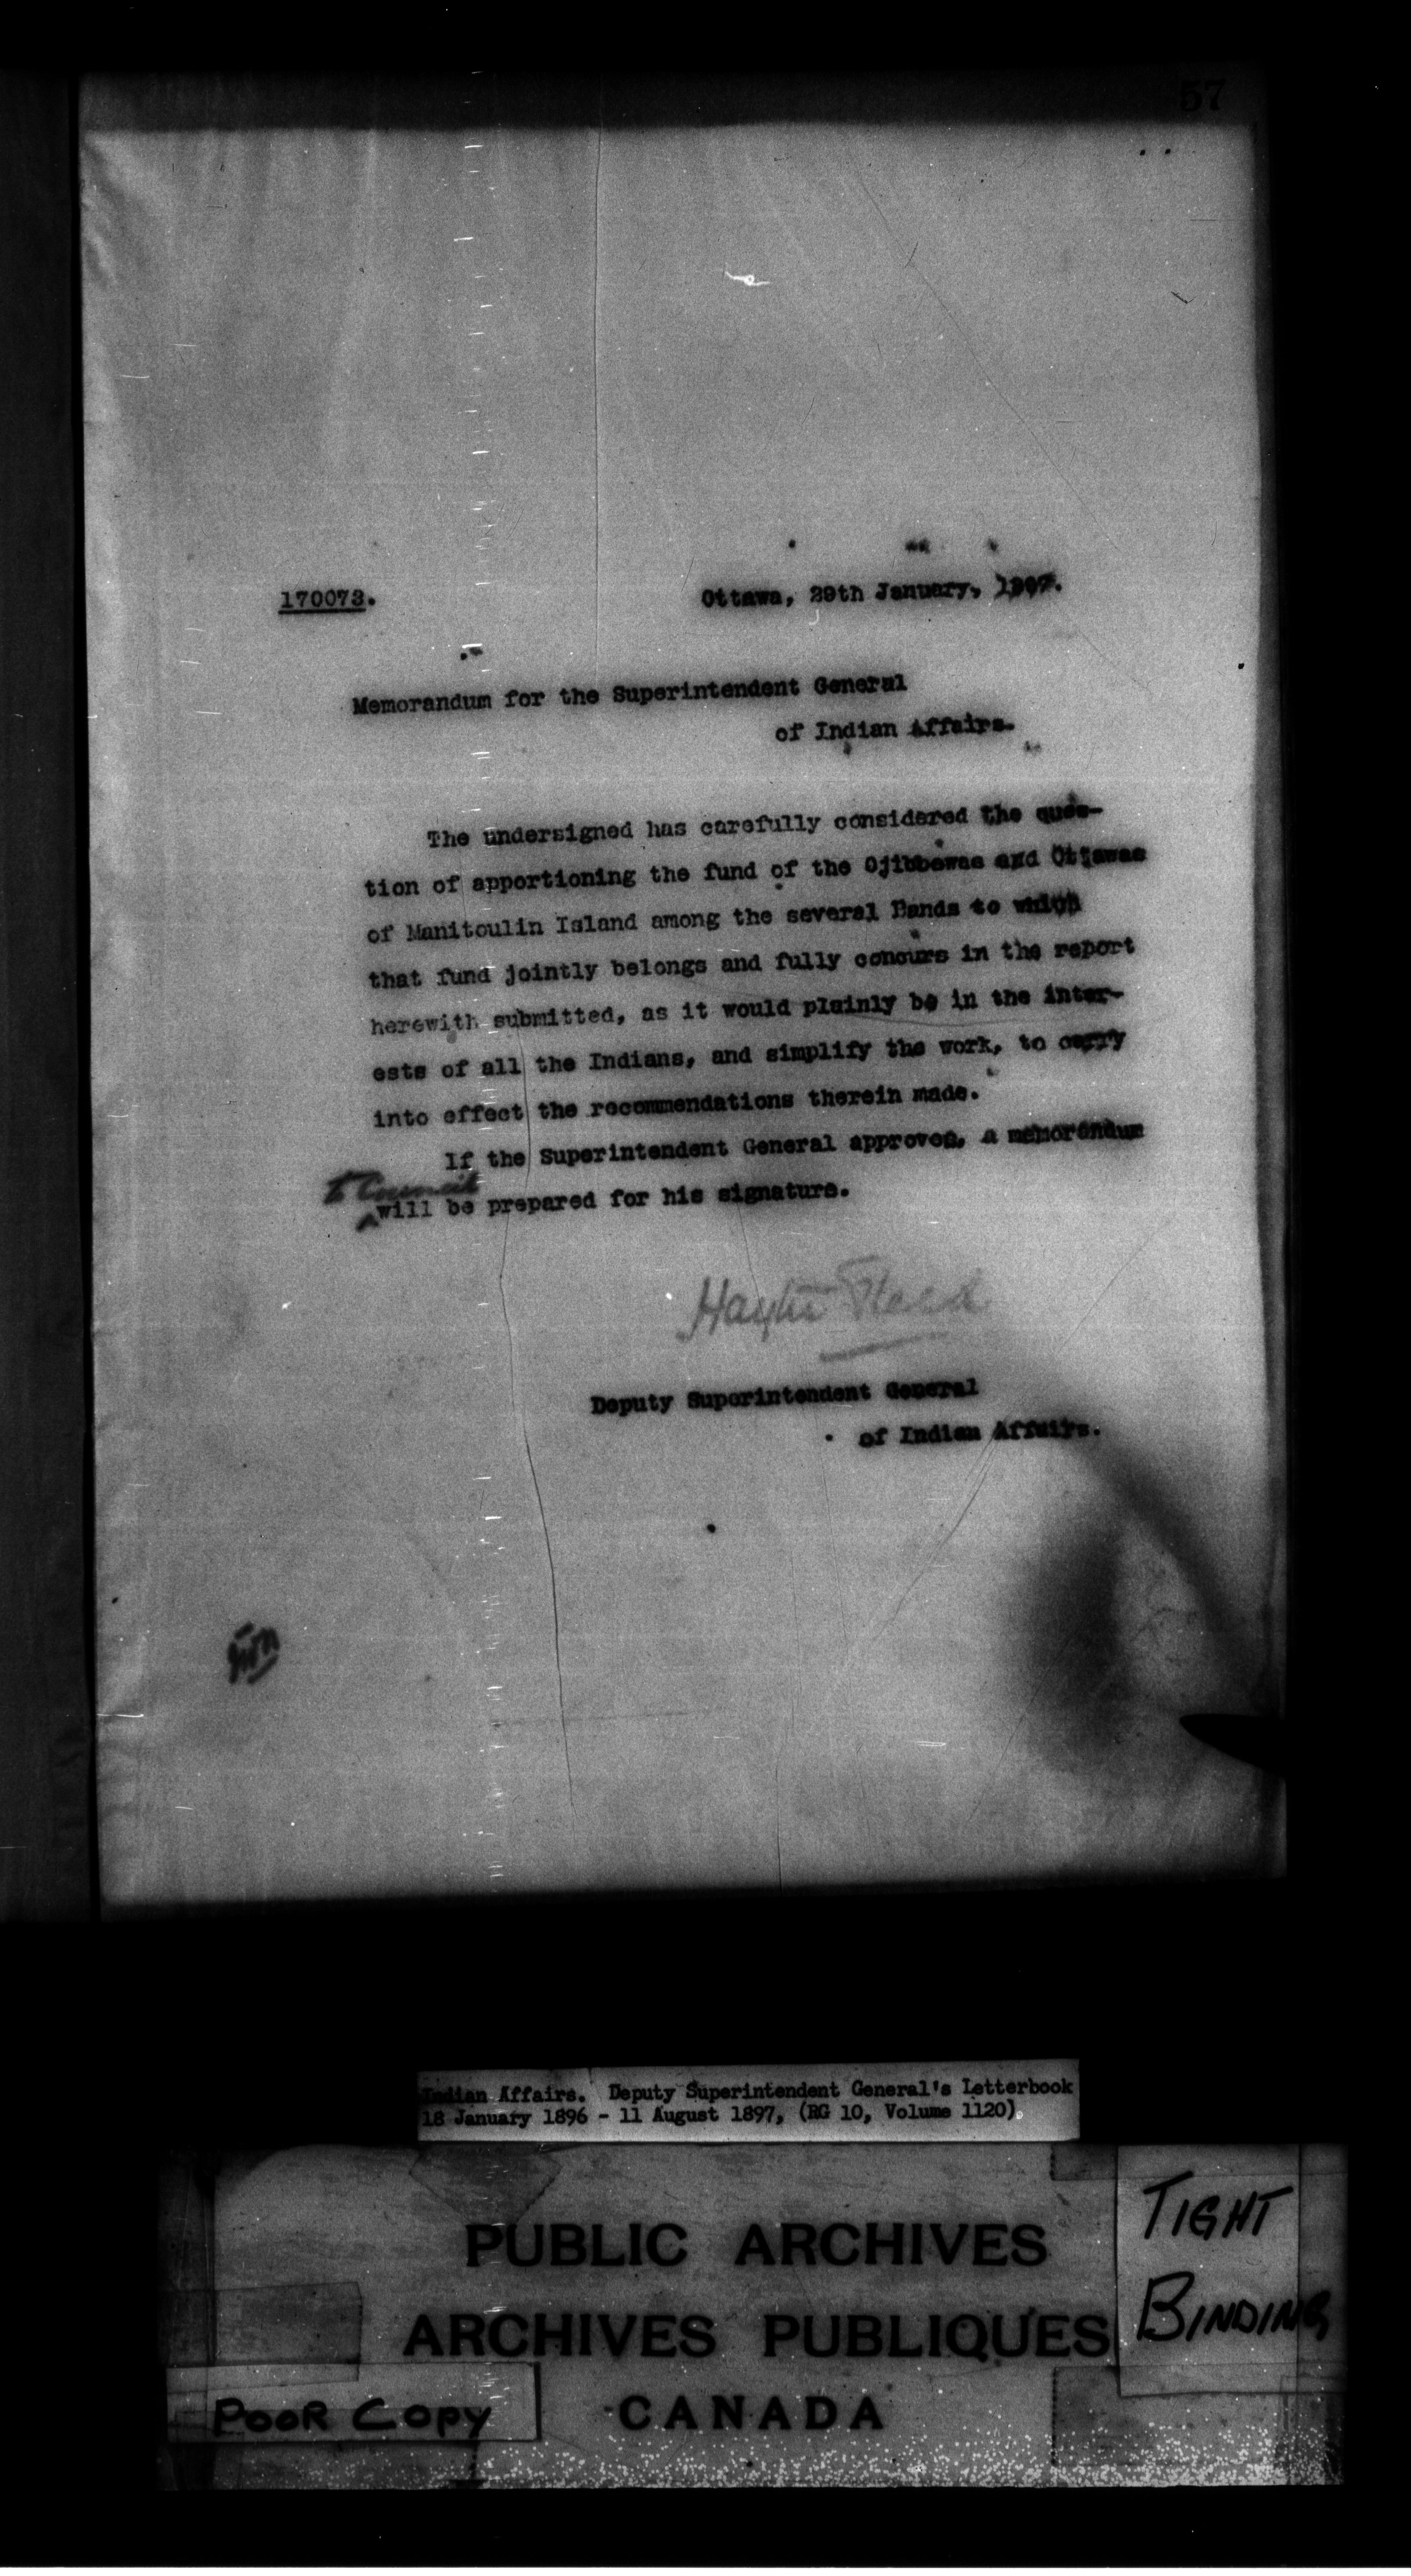 57
170073.
Ottawa, 29th January, 1897.
Memorandum for the Superintendent General
of Indian Affairs.
The undersigned has carefully considered the ques-
tion of apportioning the fund of the Ojibbewas and Ottawas
of Manitoulin Island among the several Bands to which
that fund jointly belongs and fully concurs in the report
herewith submitted, as it would plainly be in the inter-
ests of all the Indians, and simplify the work, to carry
into effect the recommendations therein made.
If the Superintendent General approves, a memorandum
to Council
will be prepared for his signature.
Hayter Reed
Deputy Superintendent General
of Indian Affairs.
Indian Affairs. Deputy Superintendent General's Letterbook
18 January 1896 - 11 August 1897, (RG 10, Volume 1120).
PUBLIC ARCHIVES
ARCHIVES PUBLIQUES
CANADA
TIGHT
BINDING
POOR COPY